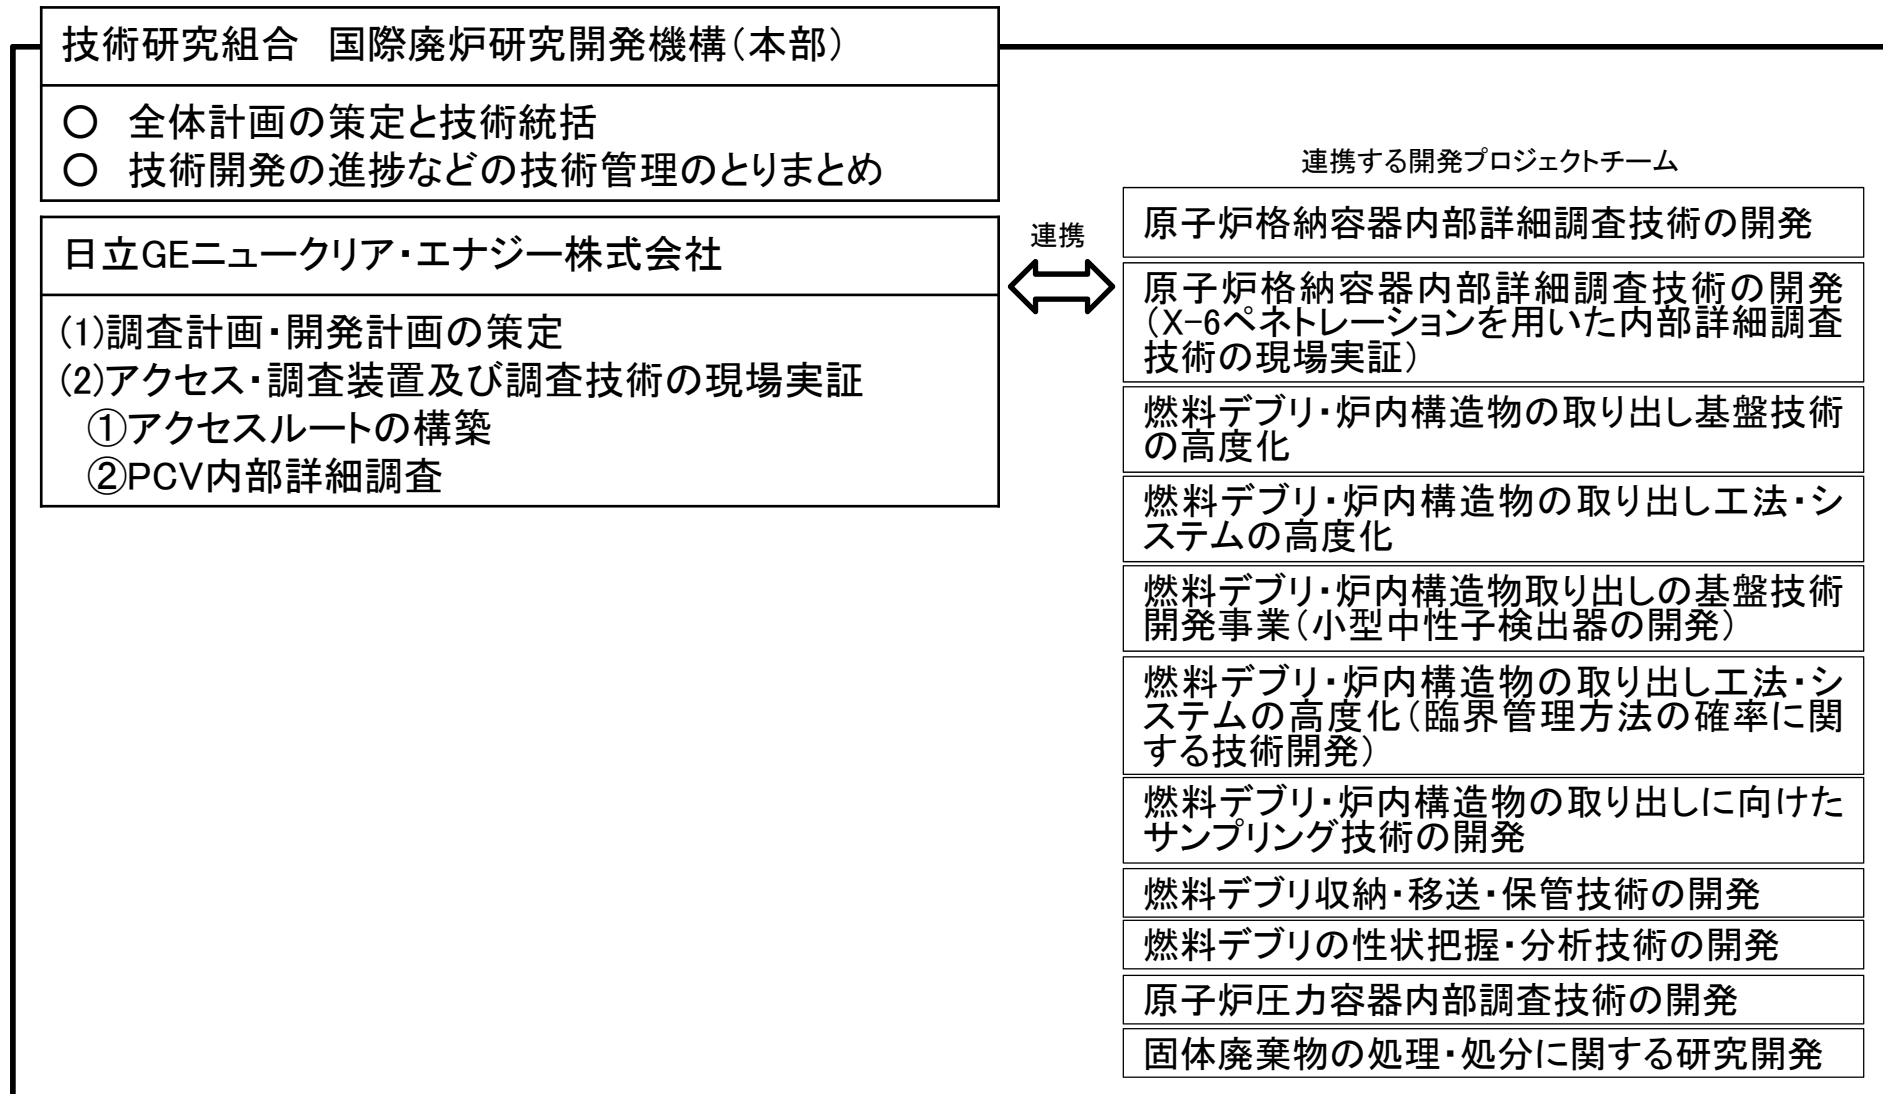 技術研究組合　国際廃炉研究開発機構（本部）
○　全体計画の策定と技術統括
○　技術開発の進捗などの技術管理のとりまとめ
日立GEニュークリア・エナジー株式会社
(1)調査計画・開発計画の策定
(2)アクセス・調査装置及び調査技術の現場実証
①アクセスルートの構築
②PCV内部詳細調査
連携
連携する開発プロジェクトチーム
原子炉格納容器内部詳細調査技術の開発
原子炉格納容器内部詳細調査技術の開発
（X-6ペネトレーションを用いた内部詳細調査
技術の現場実証）
燃料デブリ・炉内構造物の取り出し基盤技術
の高度化
燃料デブリ・炉内構造物の取り出し工法・シ
ステムの高度化
燃料デブリ・炉内構造物取り出しの基盤技術
開発事業（小型中性子検出器の開発）
燃料デブリ・炉内構造物の取り出し工法・シ
ステムの高度化（臨界管理方法の確率に関
する技術開発）
燃料デブリ・炉内構造物の取り出しに向けた
サンプリング技術の開発
燃料デブリ収納・移送・保管技術の開発
燃料デブリの性状把握・分析技術の開発
原子炉圧力容器内部調査技術の開発
固体廃棄物の処理・処分に関する研究開発